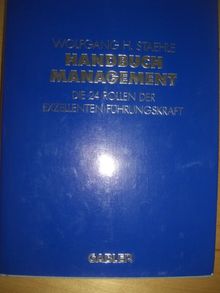 WOLFGANG H. STAEHLE
HANDBUCH
MANAGEMENT
DIE 24 ROLLEN DER
EXZELLENTEN FÜHRUNGSKRAFT
GABLER